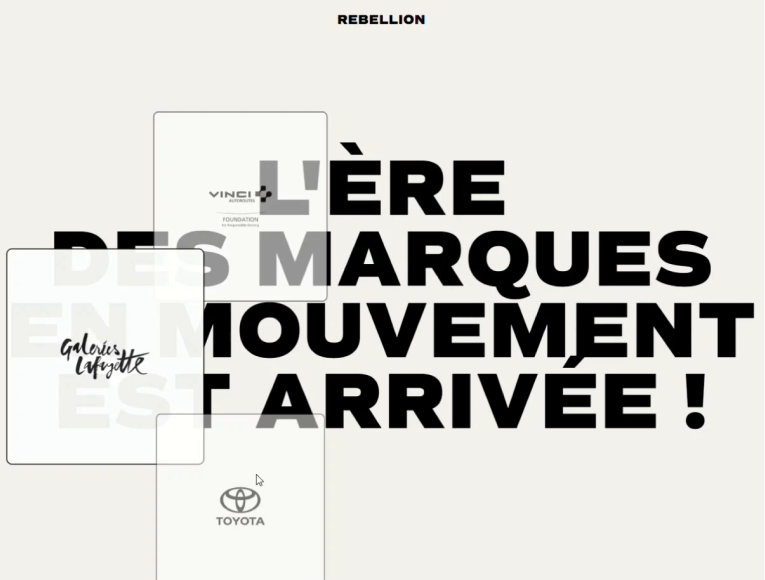 REBELLION
L'ÈRE
DES MARQUES
EN MOUVEMENT
EST ARRIVÉE !
VINCI
AUTOROUTES
FOUNDATION
for Responsible Driving
Galeries
Lafayette
TOYOTA